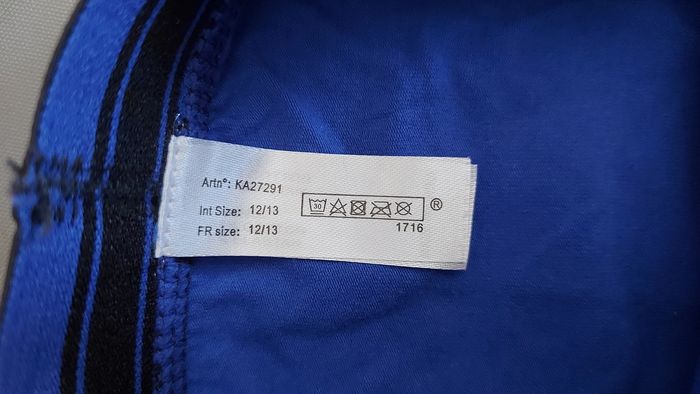 Artn°: KA27291
Int Size: 12/13
FR size: 12/13
30
®
1716